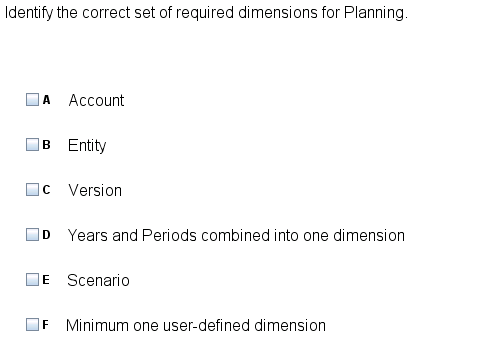 Identify the correct set of required dimensions for Planning.
A Account
B Entity
C Version
D Years and Periods combined into one dimension
E Scenario
F Minimum one user-defined dimension